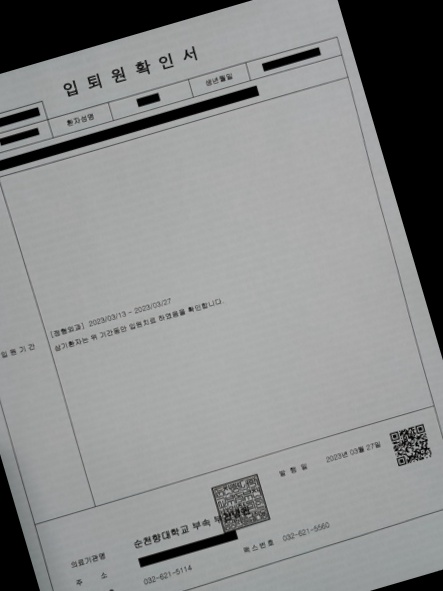 입 퇴 원 확 인 서
환자성명 생년월일
[정형외과] 2023/03/13 ~ 2023/03/27
입 원 기 간 상기환자는 위 기간동안 입원치료 하였음을 확인합니다.
발 행 일 2023년 03월 27일
의료기관명 순천향대학교 부속 부천병원
주 소
032-621-5114 팩스번호 032-621-5560